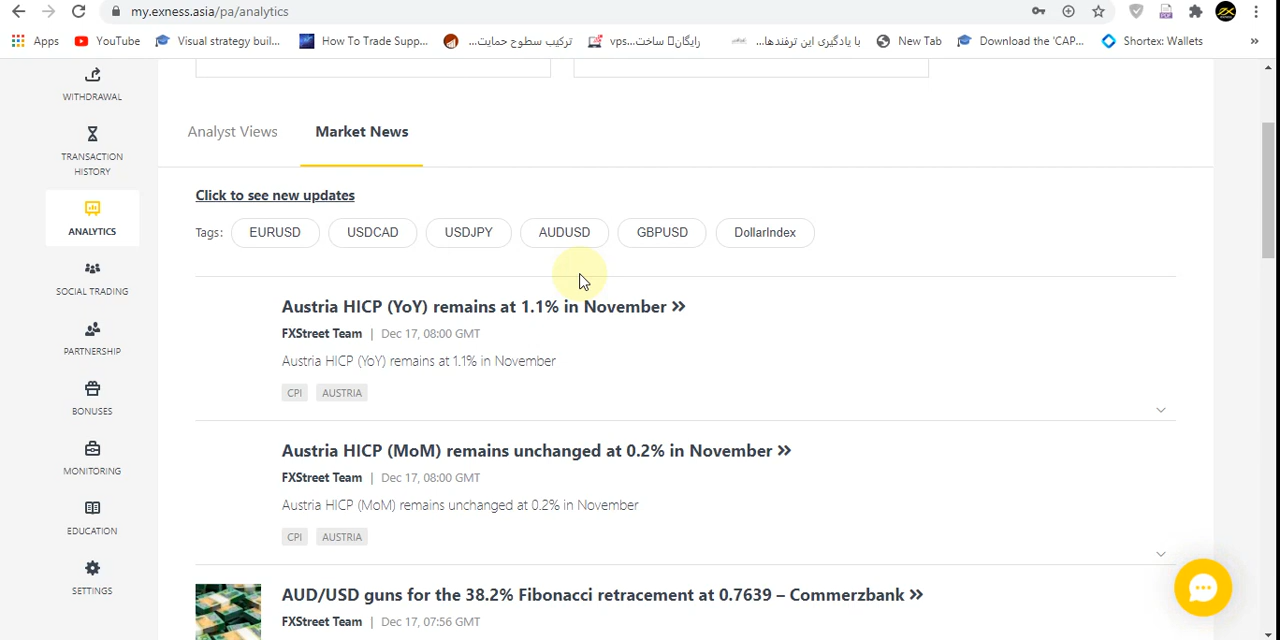 my.exness.asia/pa/analytics
Apps
YouTube
Visual strategy buil...
How To Trade Supp...
ترکیب سطوح حمایت...
رایگان ساخت...vps
با یادگیری این ترفندها...
New Tab
Download the 'CAP...
Shortex: Wallets
»
WITHDRAWAL
TRANSACTION
HISTORY
ANALYTICS
SOCIAL TRADING
PARTNERSHIP
BONUSES
MONITORING
EDUCATION
SETTINGS
Analyst Views
Market News
Click to see new updates
Tags: EURUSD USDCAD USDJPY AUDUSD GBPUSD DollarIndex
Austria HICP (YoY) remains at 1.1% in November »
FXStreet Team | Dec 17, 08:00 GMT
Austria HICP (YoY) remains at 1.1% in November
CPI AUSTRIA
Austria HICP (MoM) remains unchanged at 0.2% in November »
FXStreet Team | Dec 17, 08:00 GMT
Austria HICP (MoM) remains unchanged at 0.2% in November
CPI AUSTRIA
AUD/USD guns for the 38.2% Fibonacci retracement at 0.7639 – Commerzbank »
FXStreet Team | Dec 17, 07:56 GMT